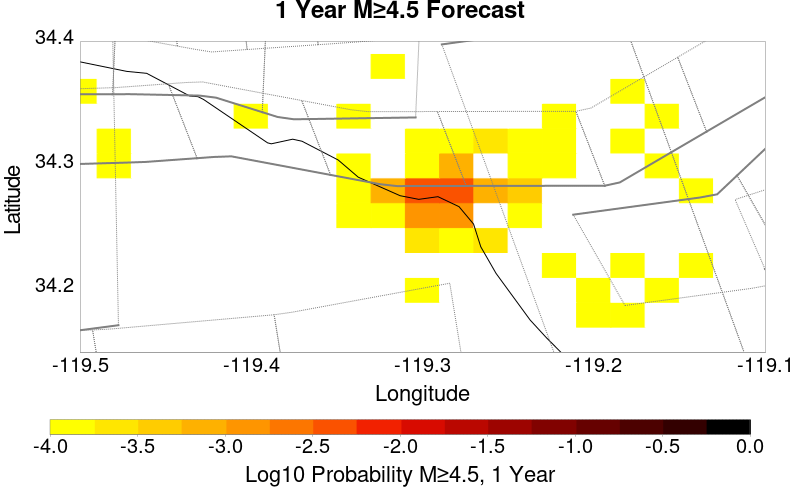 1 Year M≥4.5 Forecast
34.4
34.3
34.2
Latitude
-119.5 -119.4 -119.3 -119.2 -119.1
Longitude
-4.0 -3.5 -3.0 -2.5 -2.0 -1.5 -1.0 -0.5 0.0
Log10 Probability M≥4.5, 1 Year